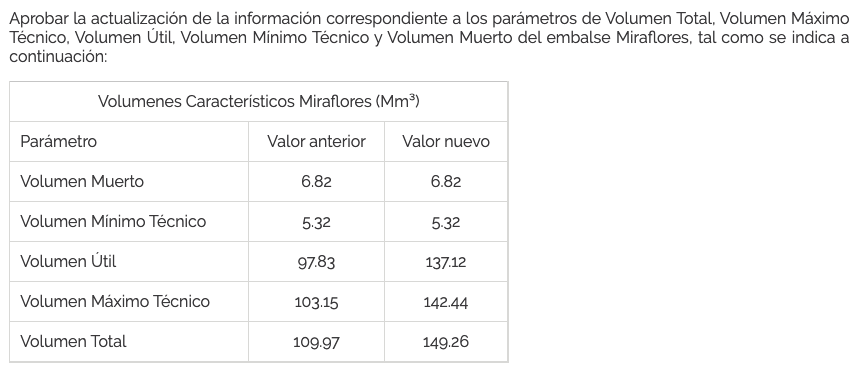 Aprobar la actualización de la información correspondiente a los parámetros de Volumen Total, Volumen Máximo
Técnico, Volumen Útil, Volumen Mínimo Técnico y Volumen Muerto del embalse Miraflores, tal como se indica a
continuación:
Volumenes Característicos Miraflores (Mm³)
Parámetro Valor anterior Valor nuevo
Volumen Muerto 6.82 6.82
Volumen Mínimo Técnico 5.32 5.32
Volumen Útil 97.83 137.12
Volumen Máximo Técnico 103.15 142.44
Volumen Total 109.97 149.26